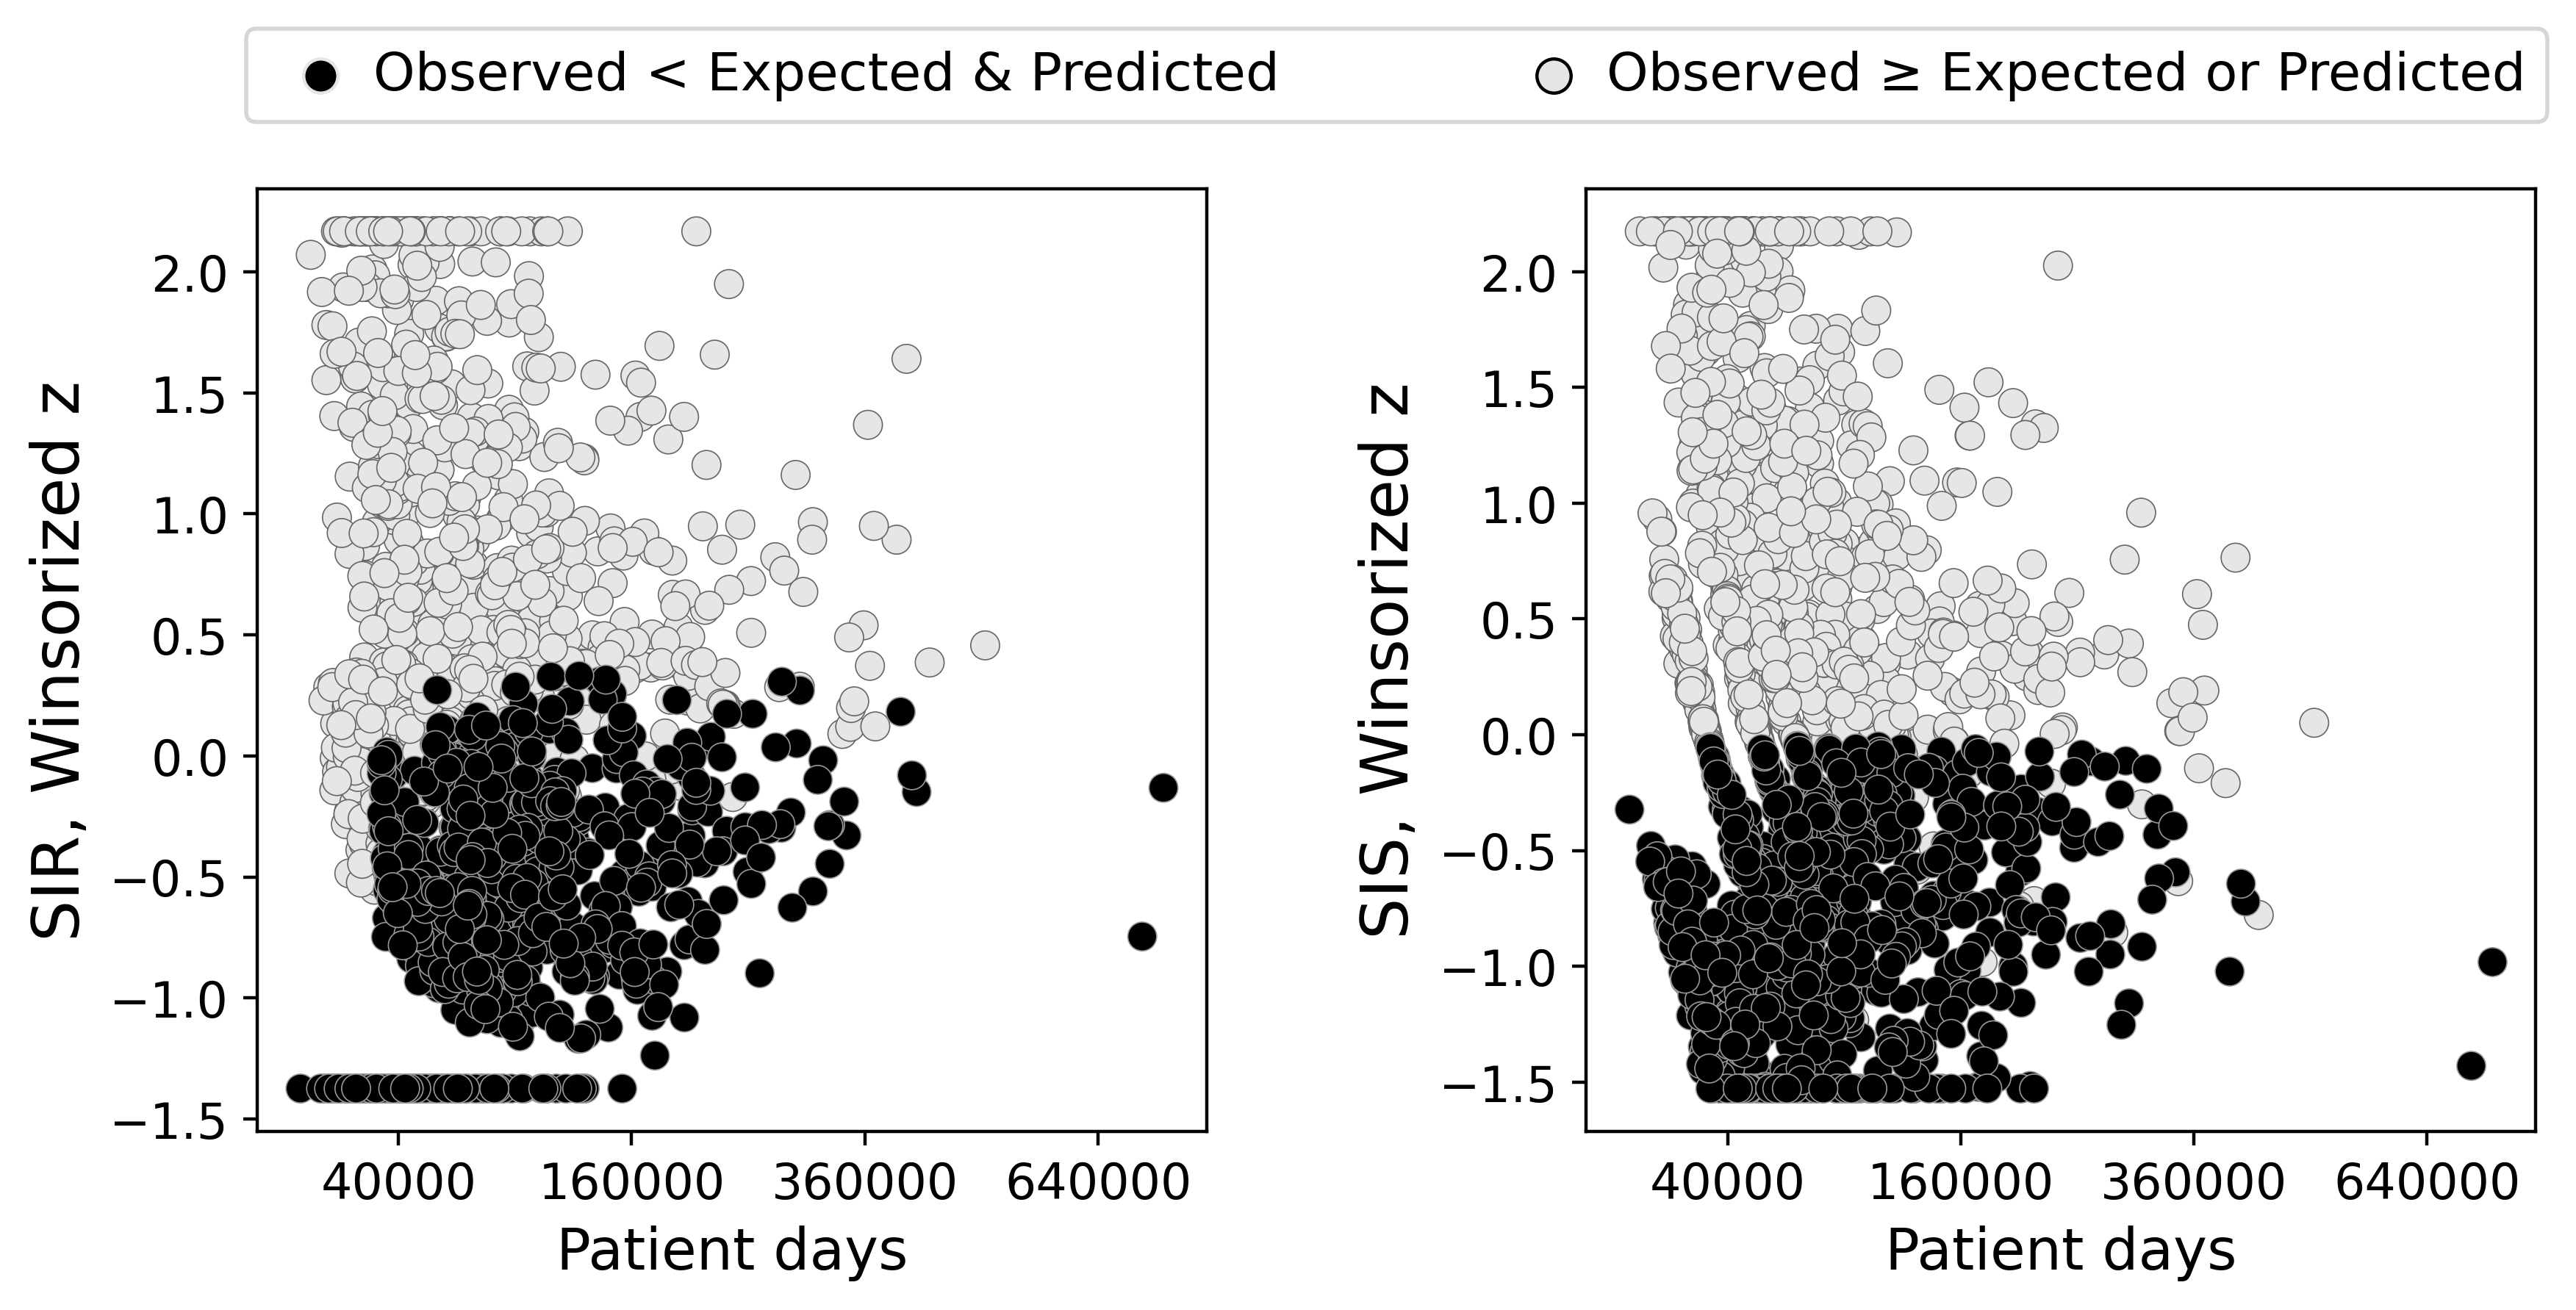 Observed < Expected & Predicted
Observed ≥ Expected or Predicted
SIR, Winsorized z
2.0
1.5
1.0
0.5
0.0
−0.5
−1.0
−1.5
40000 160000 360000 640000
Patient days
SIS, Winsorized z
2.0
1.5
1.0
0.5
0.0
−0.5
−1.0
−1.5
40000 160000 360000 640000
Patient days